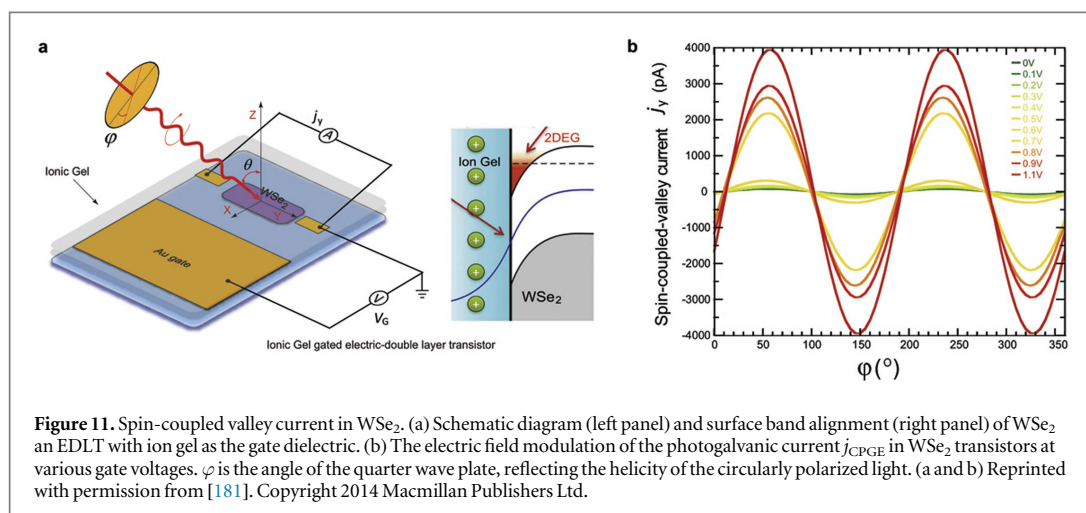 a
φ
Ionic Gel
Z
j_y
A
θ
WSe₂
X
Y
Au gate
V
V_G
Ionic Gel gated electric-double layer transistor
2DEG
Ion Gel
+
+
+
+
+
+
WSe₂
b
Spin-coupled-valley current j_y (pA)
4000
3000
2000
1000
0
-1000
-2000
-3000
4000
0 50 100 150 200 250 300 350
φ(°)
0V
0.1V
0.2V
0.3V
0.4V
0.5V
0.6V
0.7V
0.8V
0.9V
1.1V
Figure 11. Spin-coupled valley current in WSe₂. (a) Schematic diagram (left panel) and surface band alignment (right panel) of WSe₂
an EDLT with ion gel as the gate dielectric. (b) The electric field modulation of the photogalvanic current j_CPGE in WSe₂ transistors at
various gate voltages. φ is the angle of the quarter wave plate, reflecting the helicity of the circularly polarized light. (a and b) Reprinted
with permission from [181]. Copyright 2014 Macmillan Publishers Ltd.